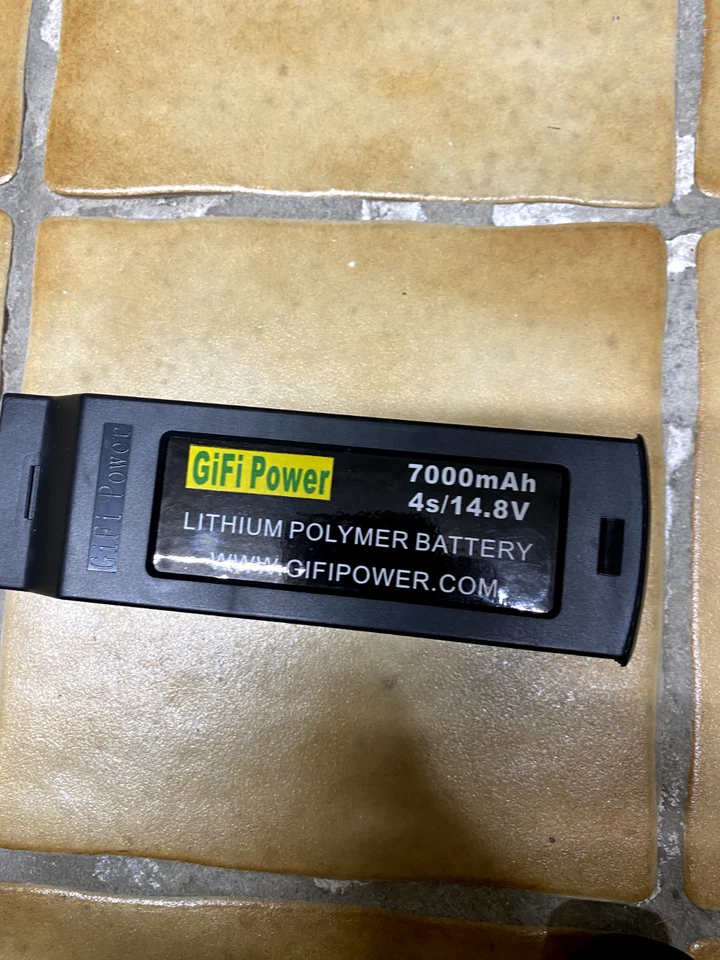 GiFi Power
GiFi Power
7000mAh
4s/14.8V
LITHIUM POLYMER BATTERY
WWW.GIFIPOWER.COM